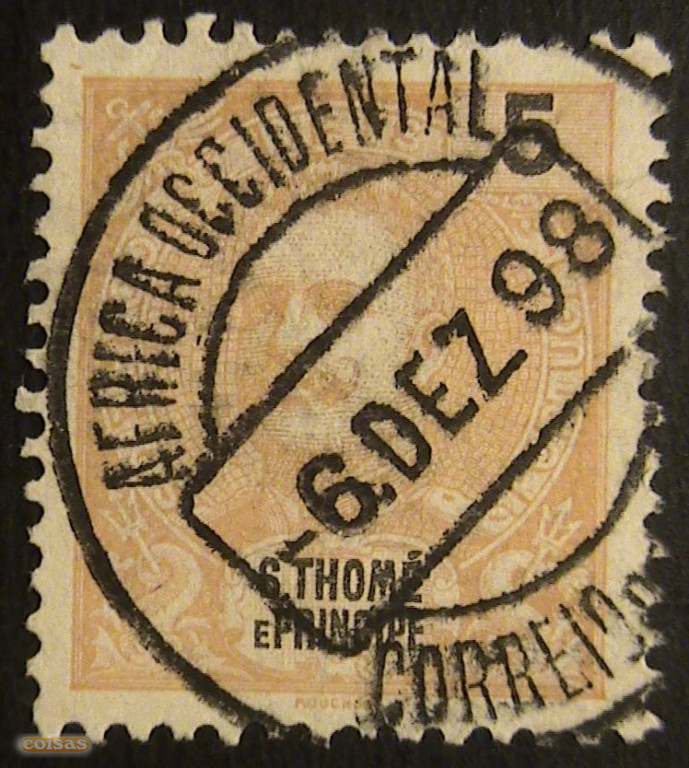 AFRICA OCCIDENTAL
5
6.DEZ 98
S.THOMÉ
E PRINCIPE
CORREIO
coisas